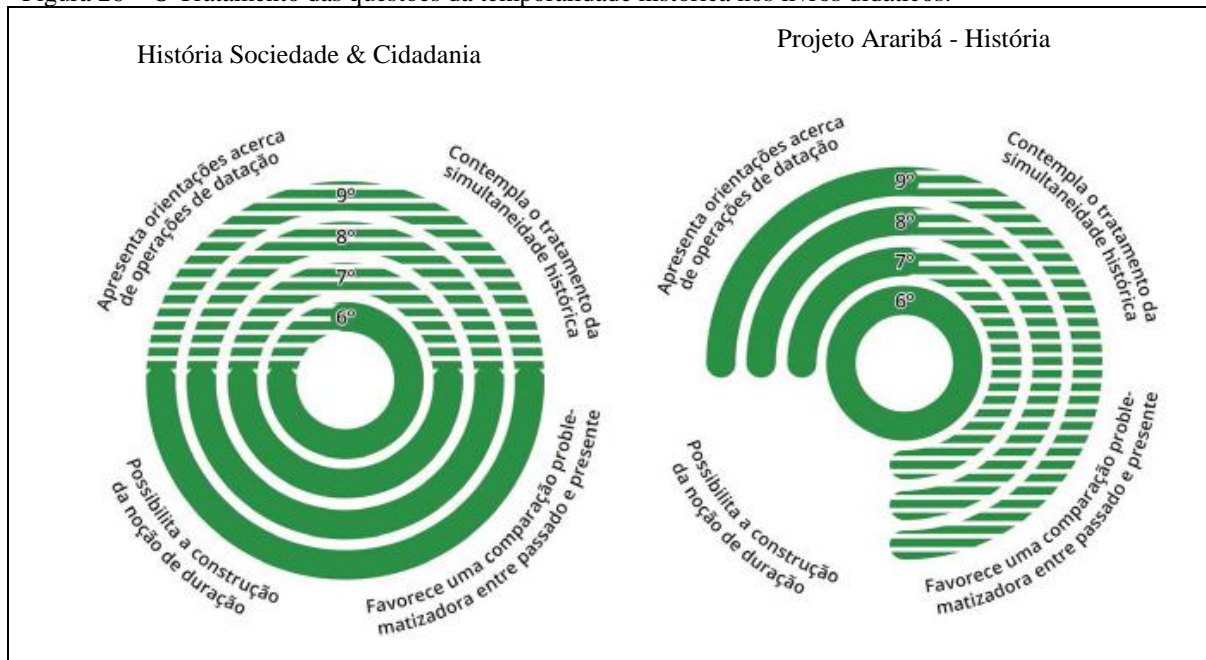 História Sociedade & Cidadania
Apresenta orientações acerca
de operações de datação
Contempla o tratamento da
simultaneidade histórica
9º
8º
7º
6º
Possibilita a construção
da noção de duração
Favorece uma comparação proble-
matizadora entre passado e presente
Projeto Araribá - História
Apresenta orientações acerca
de operações de datação
Contempla o tratamento da
simultaneidade histórica
9º
8º
7º
6º
Possibilita a construção
da noção de duração
Favorece uma comparação proble-
matizadora entre passado e presente